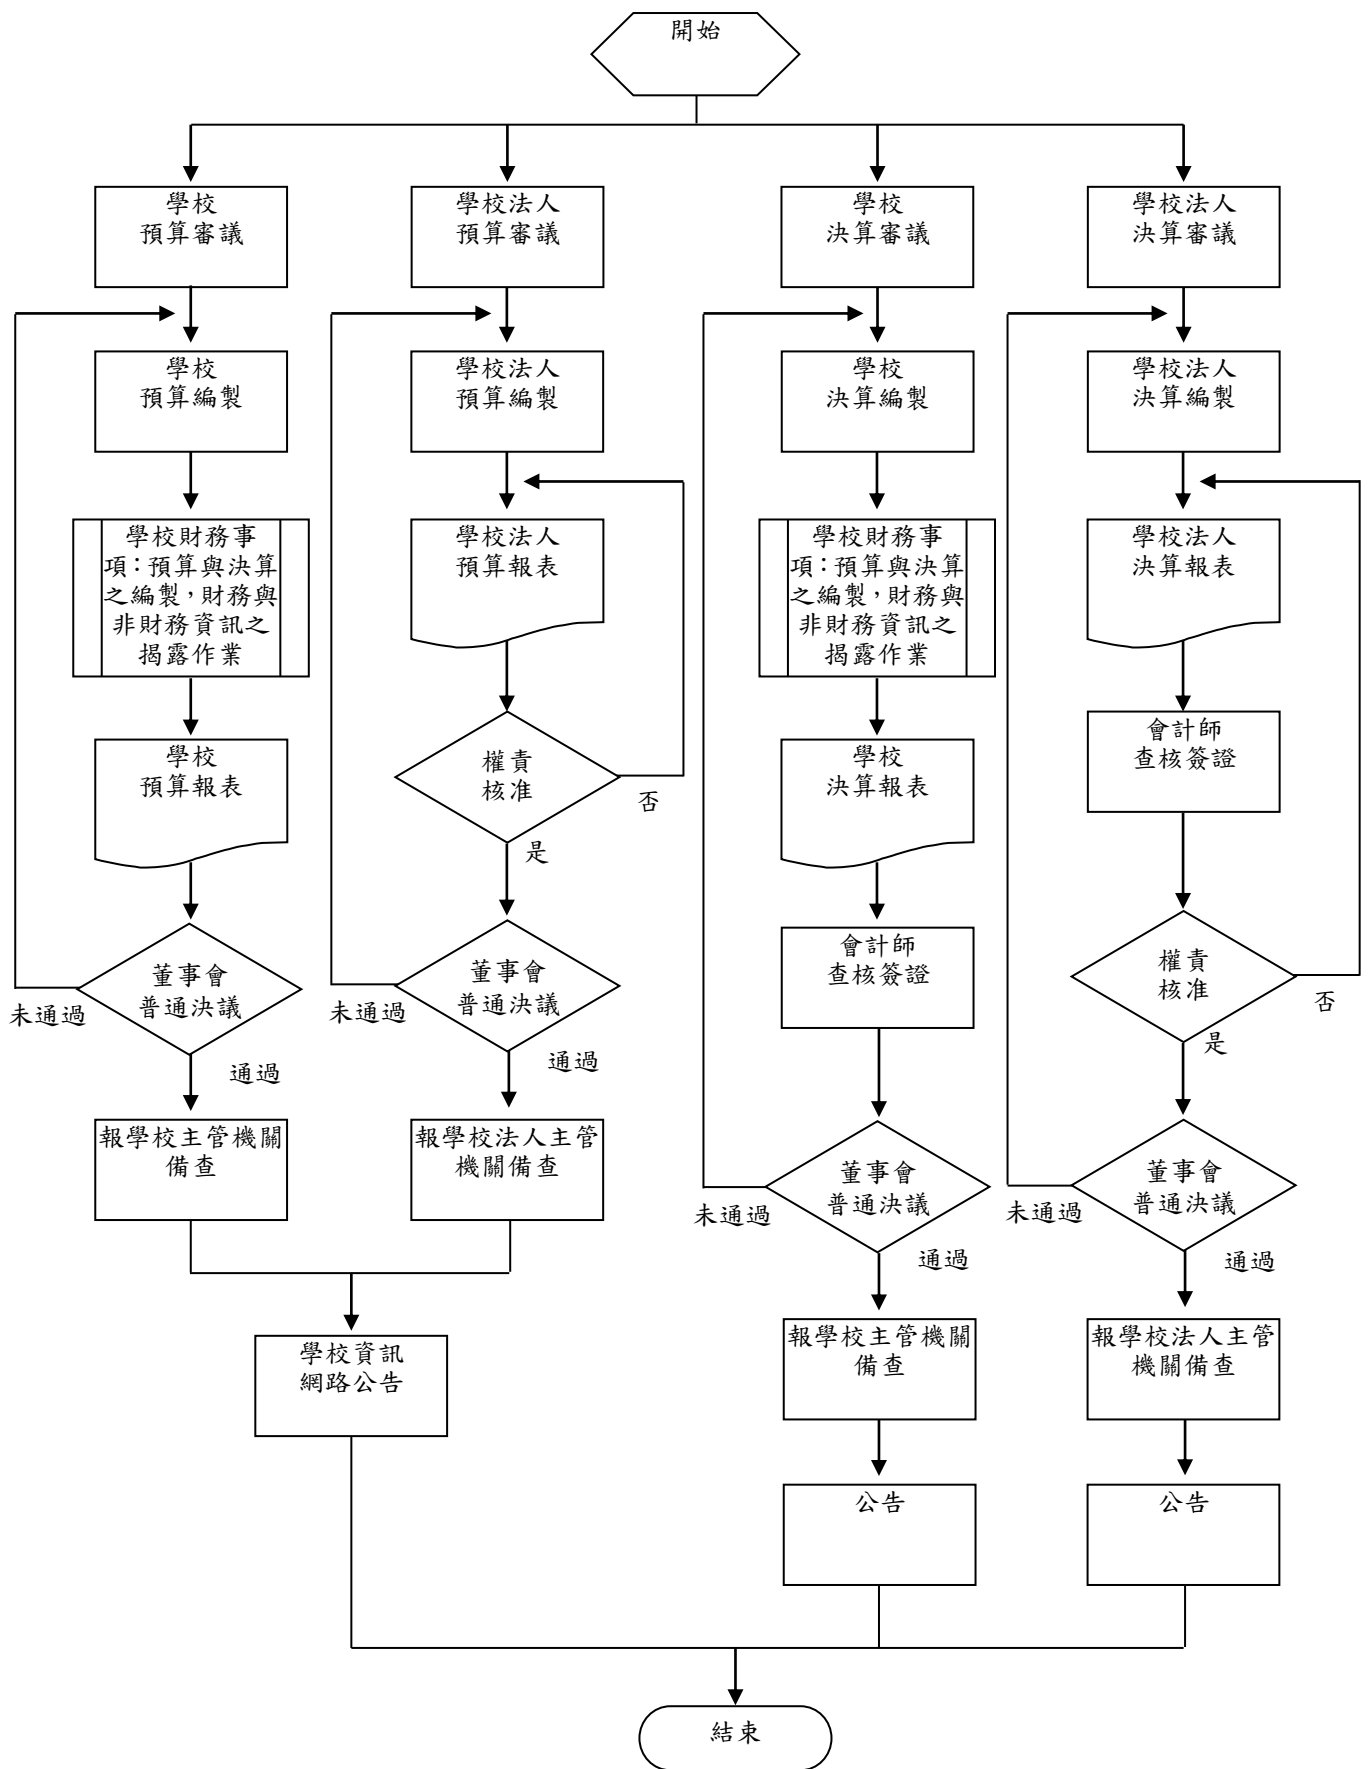 開始
學校
預算審議
學校法人
預算審議
學校
決算審議
學校法人
決算審議
學校
預算編製
學校法人
預算編製
學校
決算編製
學校法人
決算編製
學校財務事
項：預算與決算
之編製，財務與
非財務資訊之
揭露作業
學校法人
預算報表
學校財務事
項：預算與決算
之編製，財務與
非財務資訊之
揭露作業
學校法人
決算報表
學校
預算報表
權責
核准
否
是
學校
決算報表
會計師
查核簽證
董事會
普通決議
未通過
通過
董事會
普通決議
未通過
通過
會計師
查核簽證
權責
核准
否
是
報學校主管機關
備查
報學校法人主管
機關備查
董事會
普通決議
未通過
通過
董事會
普通決議
未通過
通過
學校資訊
網路公告
報學校主管機關
備查
報學校法人主管
機關備查
公告
公告
結束